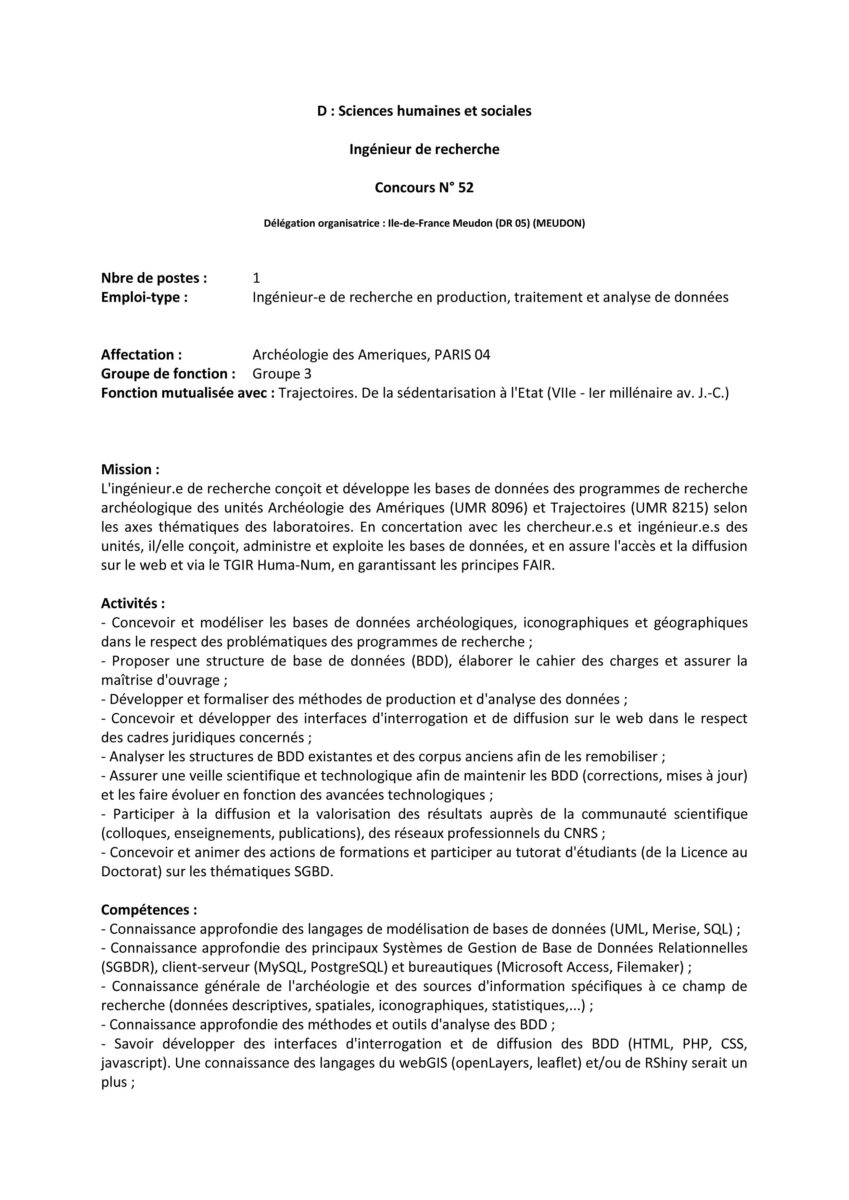 D : Sciences humaines et sociales
Ingénieur de recherche
Concours N° 52
Délégation organisatrice : Ile-de-France Meudon (DR 05) (MEUDON)
Nbre de postes : 1
Emploi-type : Ingénieur-e de recherche en production, traitement et analyse de données
Affectation : Archéologie des Ameriques, PARIS 04
Groupe de fonction : Groupe 3
Fonction mutualisée avec : Trajectoires. De la sédentarisation à l'Etat (VIIe - Ier millénaire av. J.-C.)
Mission :
L'ingénieur.e de recherche conçoit et développe les bases de données des programmes de recherche
archéologique des unités Archéologie des Amériques (UMR 8096) et Trajectoires (UMR 8215) selon
les axes thématiques des laboratoires. En concertation avec les chercheur.e.s et ingénieur.e.s des
unités, il/elle conçoit, administre et exploite les bases de données, et en assure l'accès et la diffusion
sur le web et via le TGIR Huma-Num, en garantissant les principes FAIR.
Activités :
- Concevoir et modéliser les bases de données archéologiques, iconographiques et géographiques
dans le respect des problématiques des programmes de recherche ;
- Proposer une structure de base de données (BDD), élaborer le cahier des charges et assurer la
maîtrise d'ouvrage ;
- Développer et formaliser des méthodes de production et d'analyse des données ;
- Concevoir et développer des interfaces d'interrogation et de diffusion sur le web dans le respect
des cadres juridiques concernés ;
- Analyser les structures de BDD existantes et des corpus anciens afin de les remobiliser ;
- Assurer une veille scientifique et technologique afin de maintenir les BDD (corrections, mises à jour)
et les faire évoluer en fonction des avancées technologiques ;
- Participer à la diffusion et la valorisation des résultats auprès de la communauté scientifique
(colloques, enseignements, publications), des réseaux professionnels du CNRS ;
- Concevoir et animer des actions de formations et participer au tutorat d'étudiants (de la Licence au
Doctorat) sur les thématiques SGBD.
Compétences :
- Connaissance approfondie des langages de modélisation de bases de données (UML, Merise, SQL) ;
- Connaissance approfondie des principaux Systèmes de Gestion de Base de Données Relationnelles
(SGBDR), client-serveur (MySQL, PostgreSQL) et bureautiques (Microsoft Access, Filemaker) ;
- Connaissance générale de l'archéologie et des sources d'information spécifiques à ce champ de
recherche (données descriptives, spatiales, iconographiques, statistiques,...) ;
- Connaissance approfondie des méthodes et outils d'analyse des BDD ;
- Savoir développer des interfaces d'interrogation et de diffusion des BDD (HTML, PHP, CSS,
javascript). Une connaissance des langages du webGIS (openLayers, leaflet) et/ou de RShiny serait un
plus ;